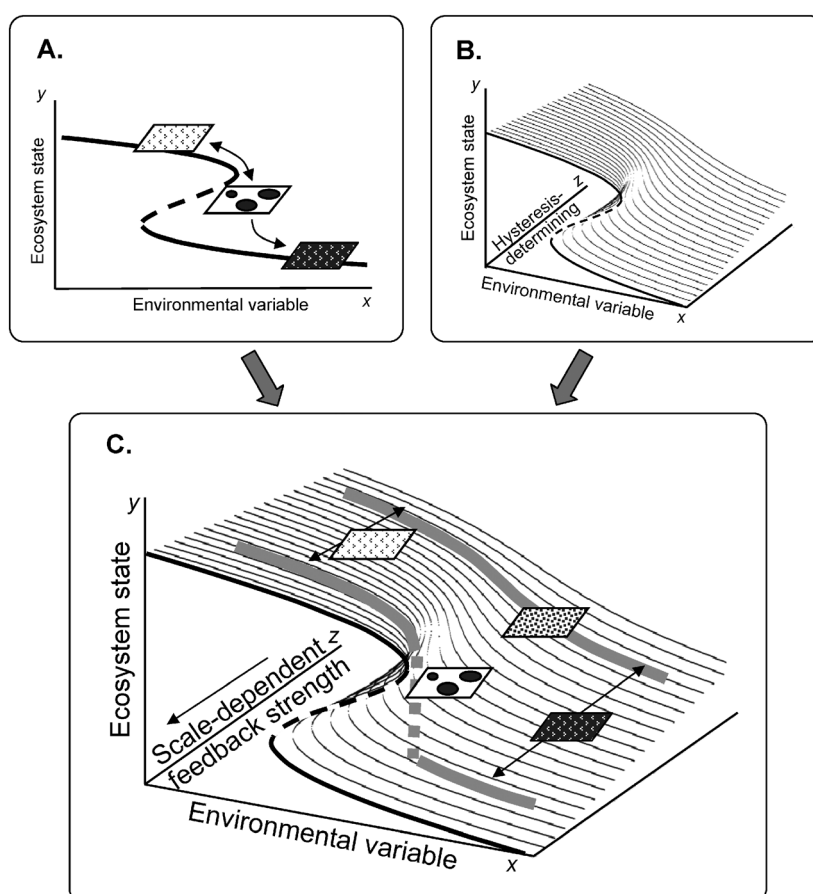 A.
y
Ecosystem state
Environmental variable
x
B.
y
Ecosystem state
z
Hysteresis-
determining
Environmental variable
x
C.
y
Ecosystem state
z
Scale-dependent
feedback strength
Environmental variable
x